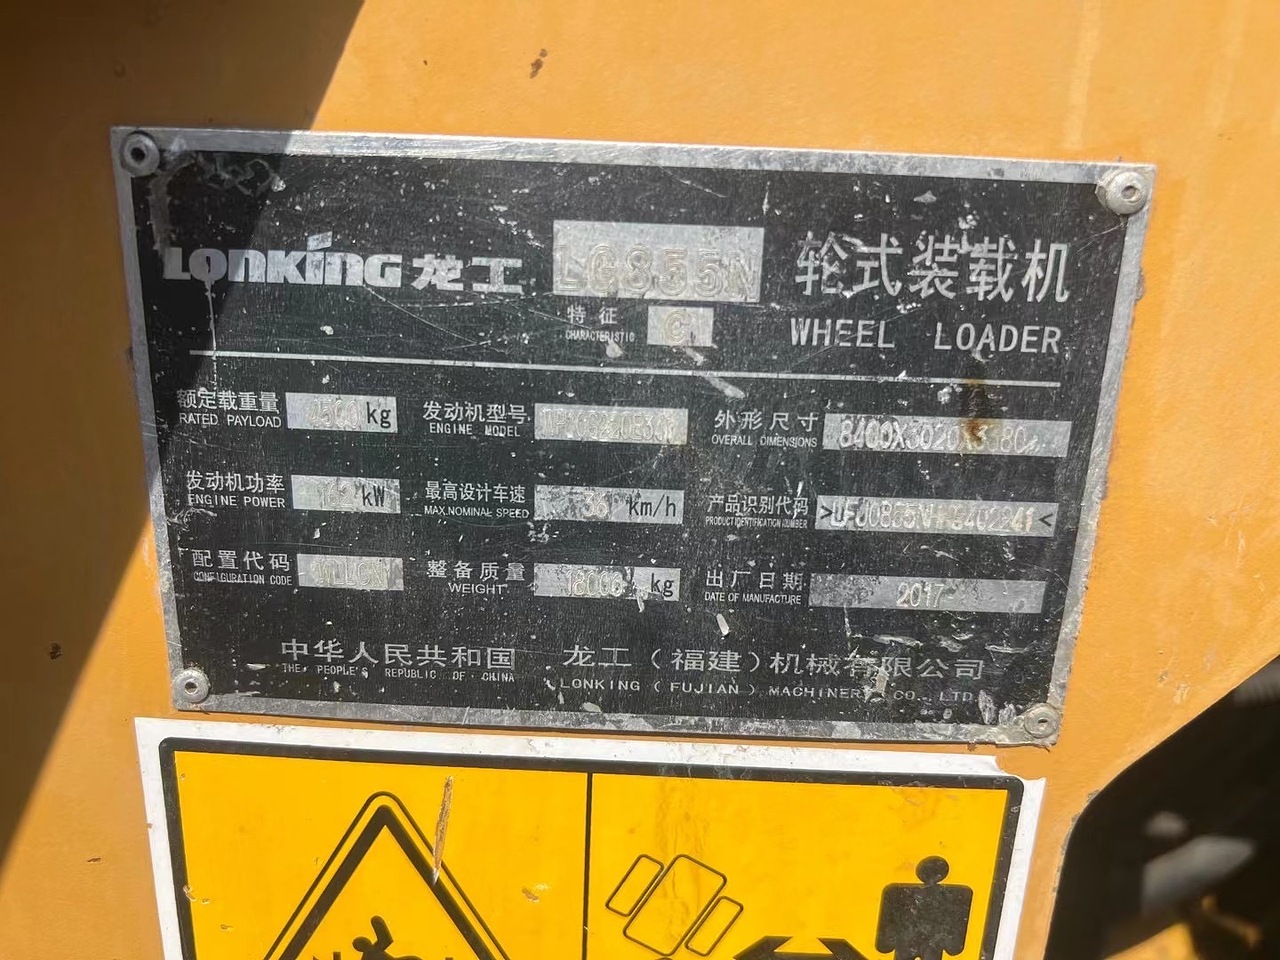 LONKING 龙工 LG855N 轮式装载机
特征
CHARACTERISTIC C
WHEEL LOADER
额定载重量 kg 发动机型号 外形尺寸
RATED PAYLOAD ENGINE MODEL OVERALL DIMENSIONS
发动机功率 kW 最高设计车速 km/h 产品识别代码
ENGINE POWER MAX.NOMINAL SPEED PRODUCT IDENTIFICATION NUMBER
配置代码 整备质量 kg 出厂日期 2017
CONFIGURATION CODE WEIGHT DATE OF MANUFACTURE
中华人民共和国 龙工（福建）机械有限公司
THE PEOPLE'S REPUBLIC OF CHINA LONKING (FUJIAN) MACHINERY CO., LTD